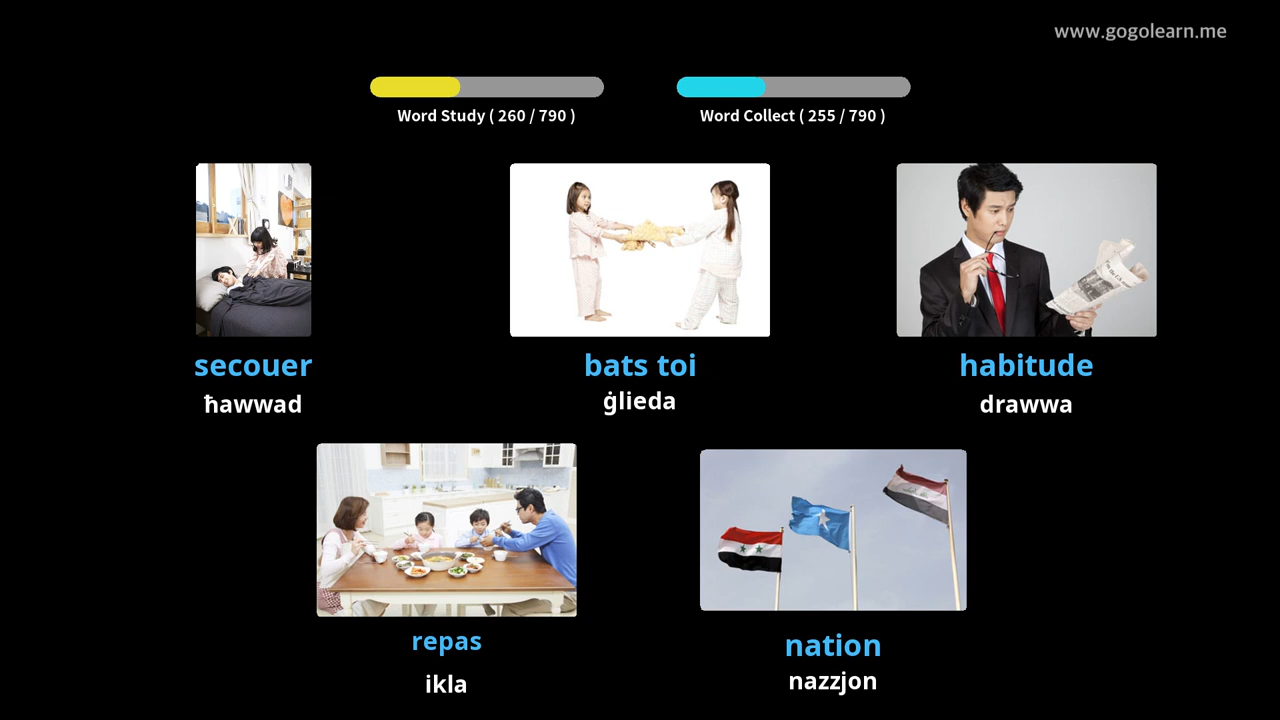 www.gogolearn.me
Word Study ( 260 / 790 )
Word Collect ( 255 / 790 )
secouer
ħawwad
bats toi
ġlieda
habitude
drawwa
repas
ikla
nation
nazzjon